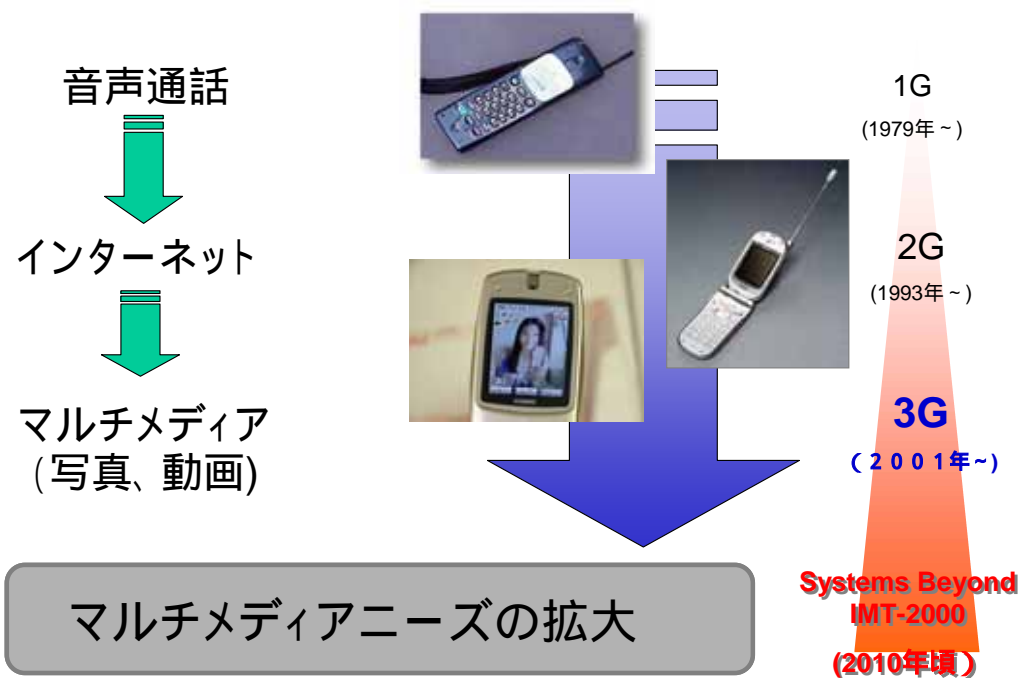 音声通話
インターネット
マルチメディア
(写真、動画)
マルチメディアニーズの拡大
1G
(1979年~)
2G
(1993年~)
3G
(2001年~)
Systems Beyond
IMT-2000
(2010年頃)